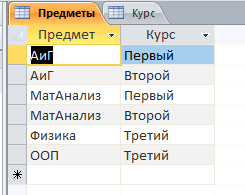 Предметы Курс
Предмет Курс
АиГ Первый
АиГ Второй
МатАнализ Первый
МатАнализ Второй
Физика Третий
ООП Третий